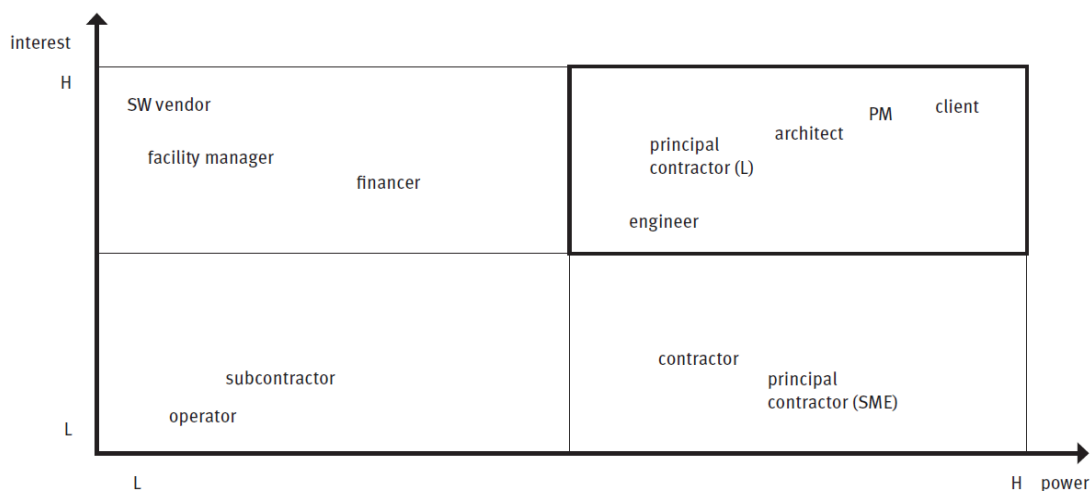 interest
H
SW vendor
client
PM
architect
principal
contractor (L)
facility manager
financer
engineer
contractor
subcontractor
principal
contractor (SME)
operator
L
L
H
power